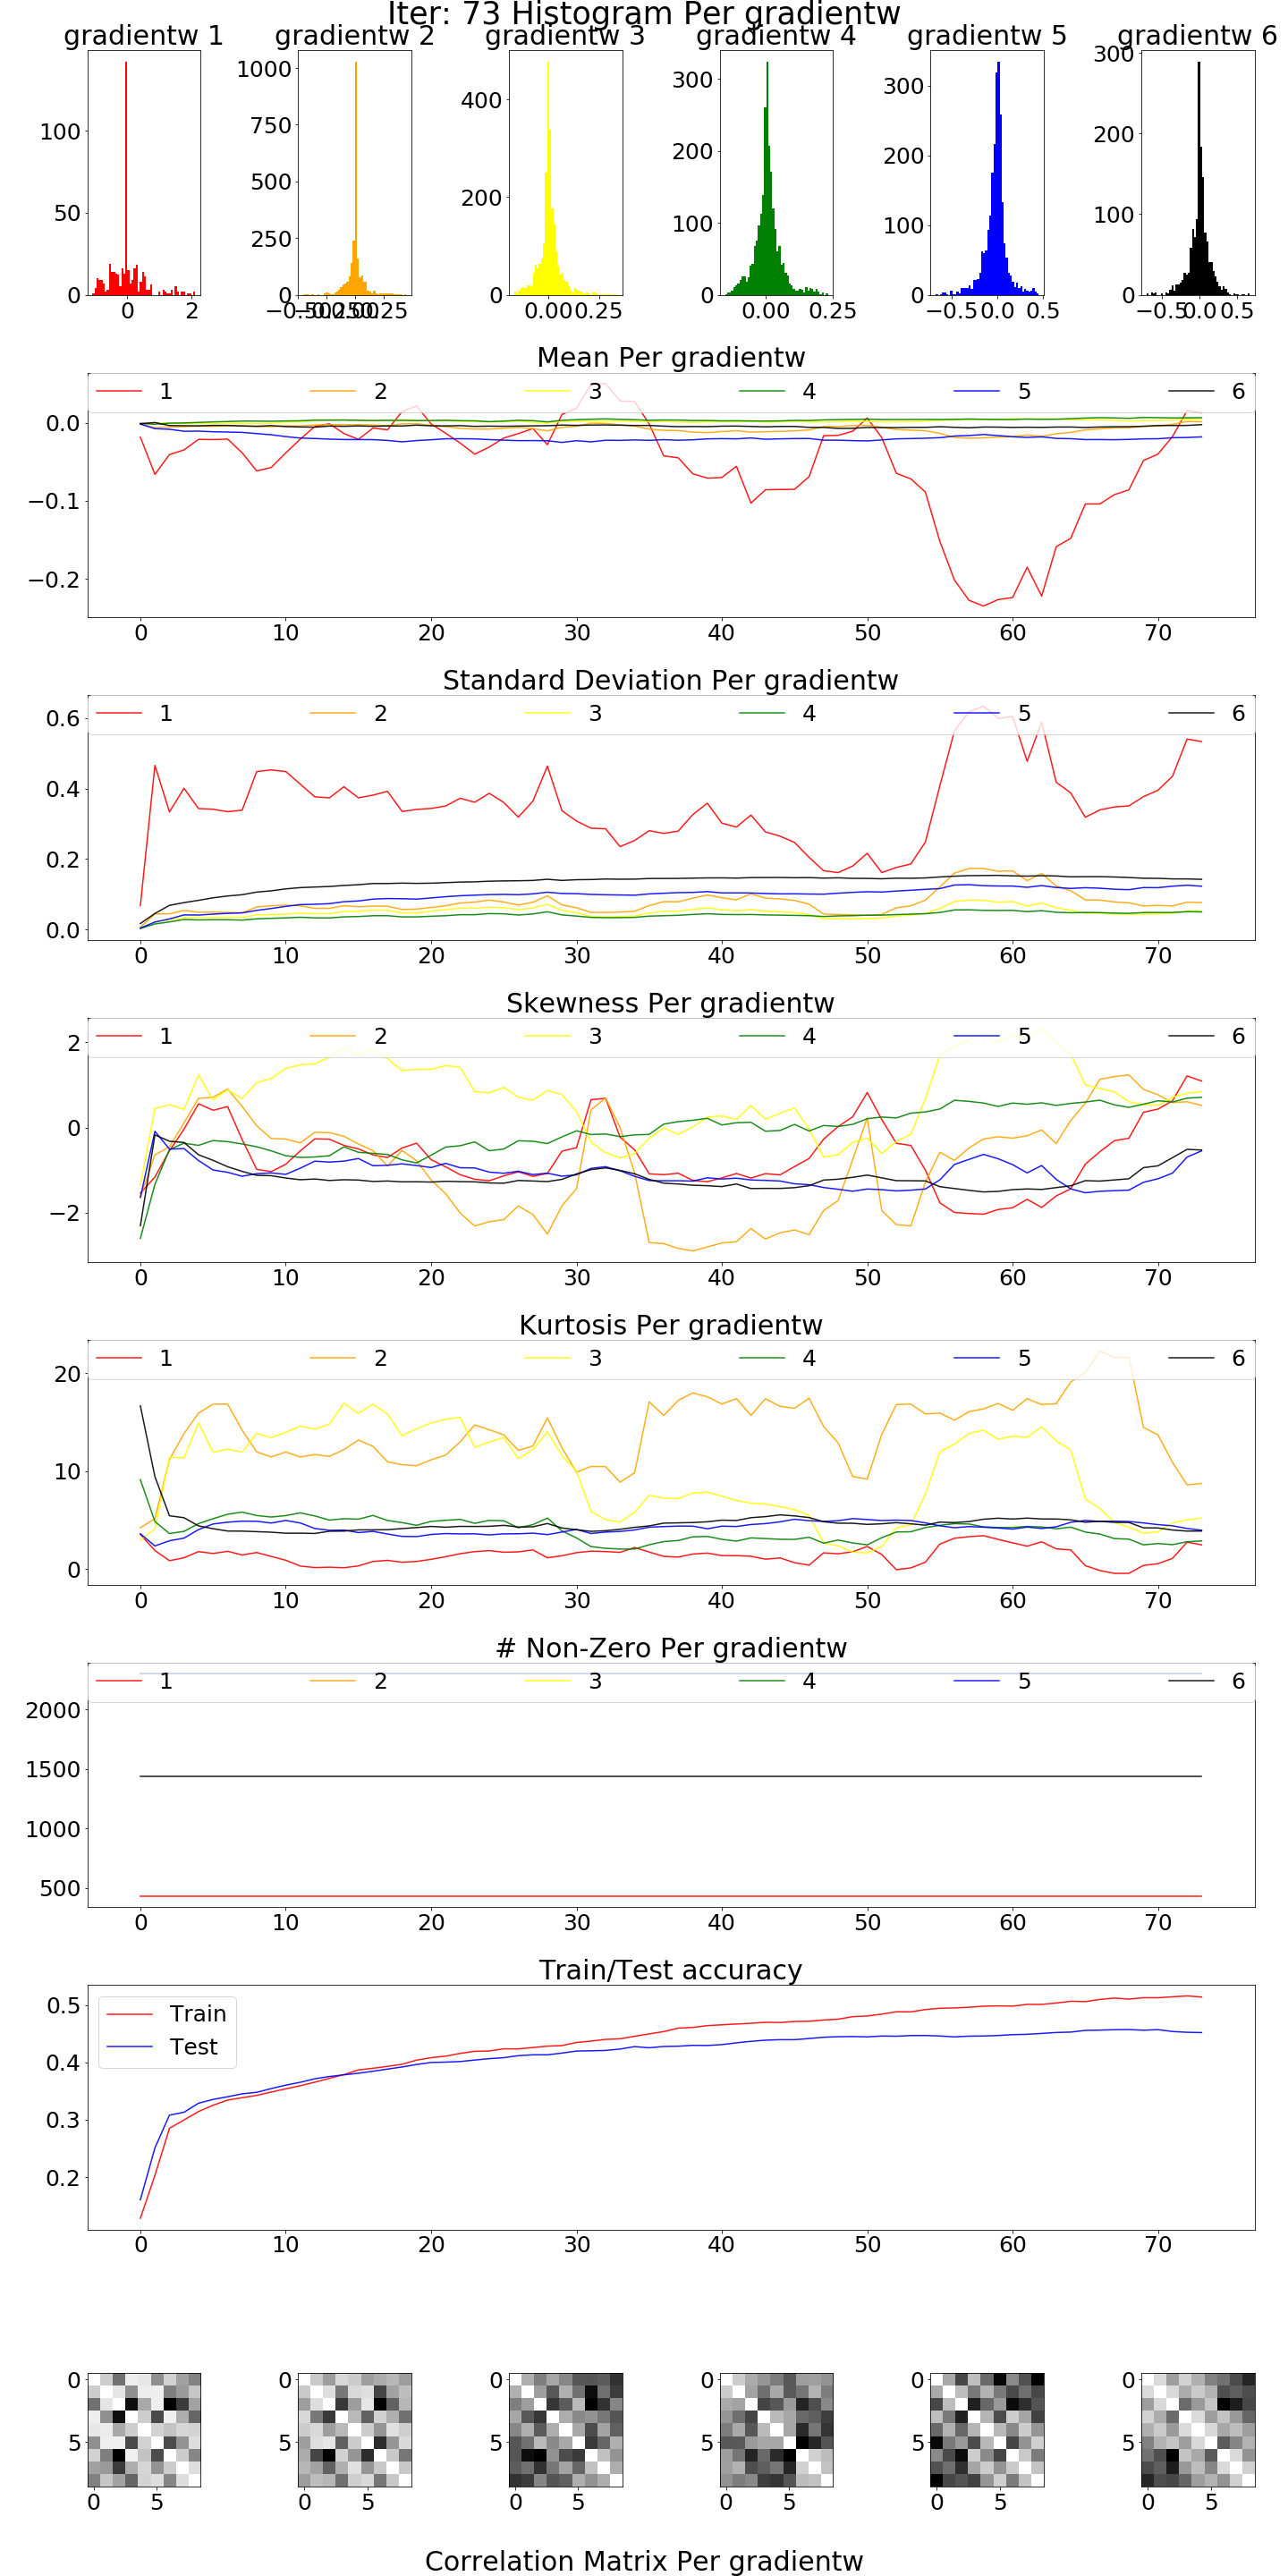 Iter: 73 Histogram Per gradientw
gradientw 1 gradientw 2 gradientw 3 gradientw 4 gradientw 5 gradientw 6
0 50 100
0 2
0 250 500 750 1000
−0.50 −0.25 0.00 0.25
0 200 400
0.00 0.25
0 100 200 300
0.00 0.25
0 100 200 300
−0.5 0.0 0.5
0 100 200 300
−0.5 0.0 0.5
Mean Per gradientw
1 2 3 4 5 6
0.0
−0.1
−0.2
0 10 20 30 40 50 60 70
Standard Deviation Per gradientw
1 2 3 4 5 6
0.6
0.4
0.2
0.0
0 10 20 30 40 50 60 70
Skewness Per gradientw
1 2 3 4 5 6
2
0
−2
0 10 20 30 40 50 60 70
Kurtosis Per gradientw
1 2 3 4 5 6
20
10
0
0 10 20 30 40 50 60 70
# Non-Zero Per gradientw
1 2 3 4 5 6
2000
1500
1000
500
0 10 20 30 40 50 60 70
Train/Test accuracy
Train
Test
0.5
0.4
0.3
0.2
0 10 20 30 40 50 60 70
0 0 0 0 0 0
5 5 5 5 5 5
0 5 0 5 0 5 0 5 0 5 0 5
Correlation Matrix Per gradientw